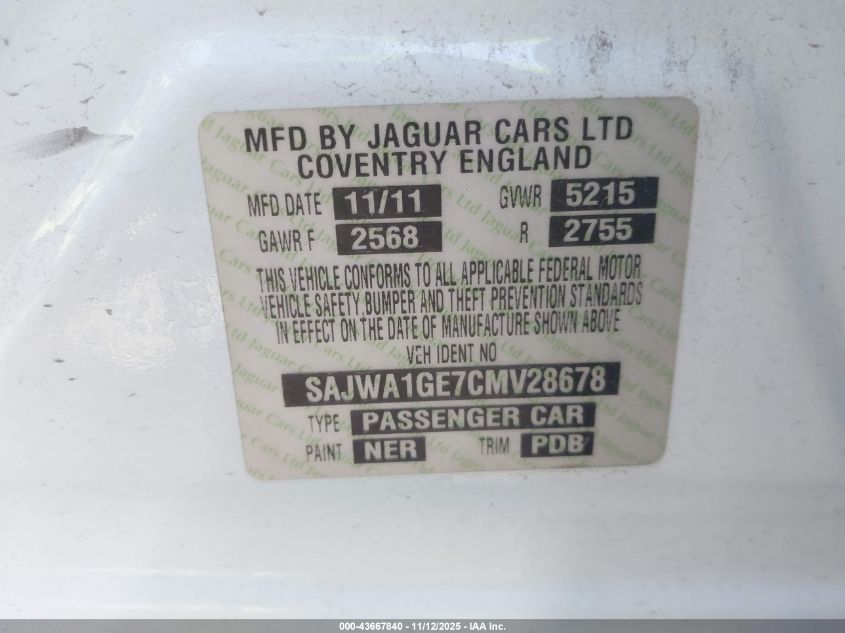 MFD BY JAGUAR CARS LTD
COVENTRY ENGLAND
MFD DATE 11/11 GVWR 5215
GAWR F 2568 R 2755
THIS VEHICLE CONFORMS TO ALL APPLICABLE FEDERAL MOTOR
VEHICLE SAFETY, BUMPER AND THEFT PREVENTION STANDARDS
IN EFFECT ON THE DATE OF MANUFACTURE SHOWN ABOVE
VEH IDENT NO
SAJWA1GE7CMV28678
TYPE PASSENGER CAR
PAINT NER TRIM PDB
000-43667840 - 11/12/2025 - IAA Inc.